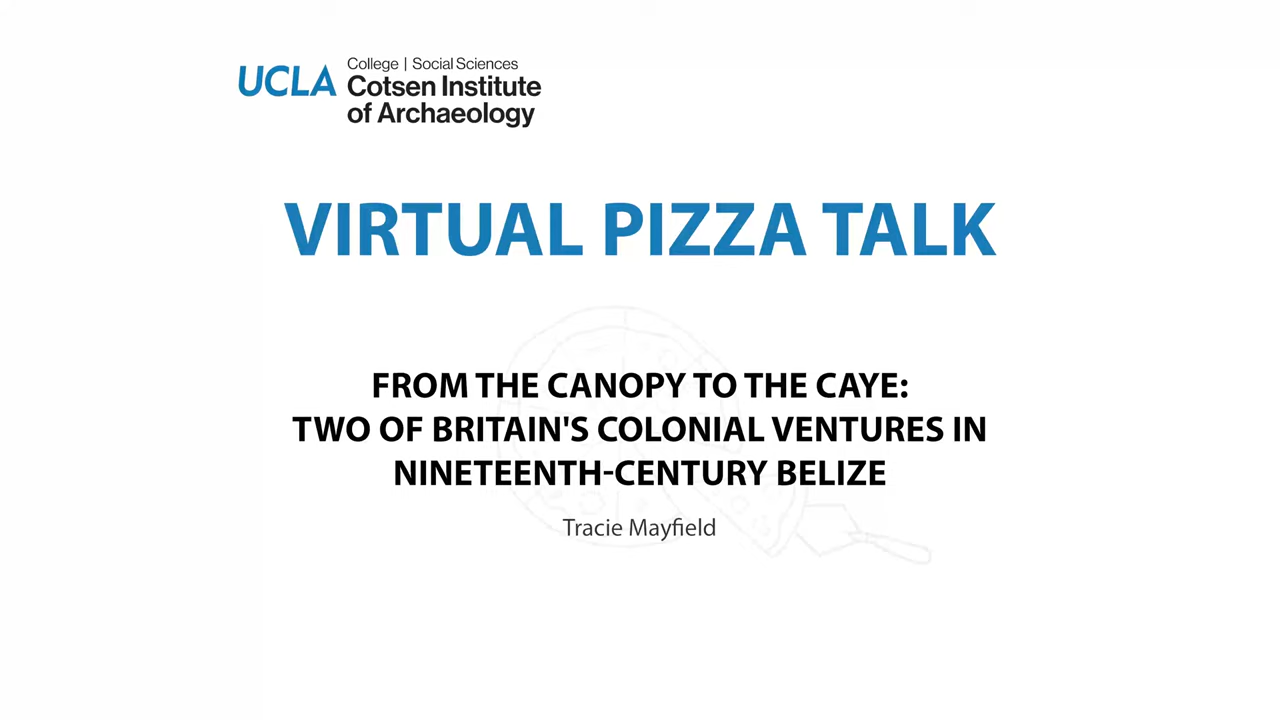 UCLA
College | Social Sciences
Cotsen Institute
of Archaeology
VIRTUAL PIZZA TALK
FROM THE CANOPY TO THE CAYE:
TWO OF BRITAIN'S COLONIAL VENTURES IN
NINETEENTH-CENTURY BELIZE
Tracie Mayfield